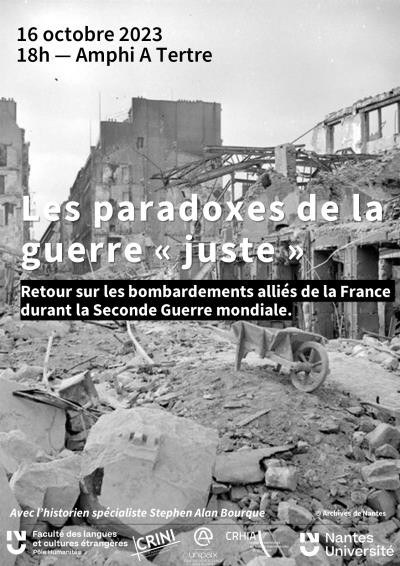 16 octobre 2023
18h — Amphi A Tertre
Les paradoxes de la
guerre « juste »
Retour sur les bombardements alliés de la France
durant la Seconde Guerre mondiale.
Avec l'historien spécialiste Stephen Alan Bourque
© Archives de Nantes
Faculté des langues
et cultures étrangères
Pôle Humanités
CRINI
unipaix
CRHIA
Nantes
Université